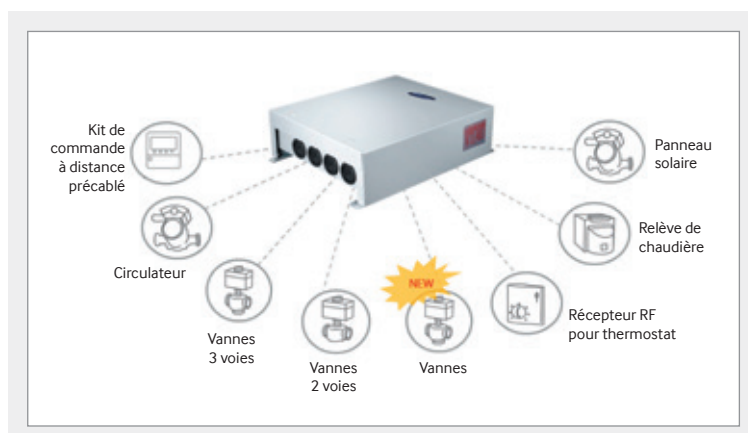 Kit de
commande
à distance
précablé
Circulateur
Vannes
3 voies
Vannes
2 voies
NEW
Vannes
Récepteur RF
pour thermostat
Relève de
chaudière
Panneau
solaire